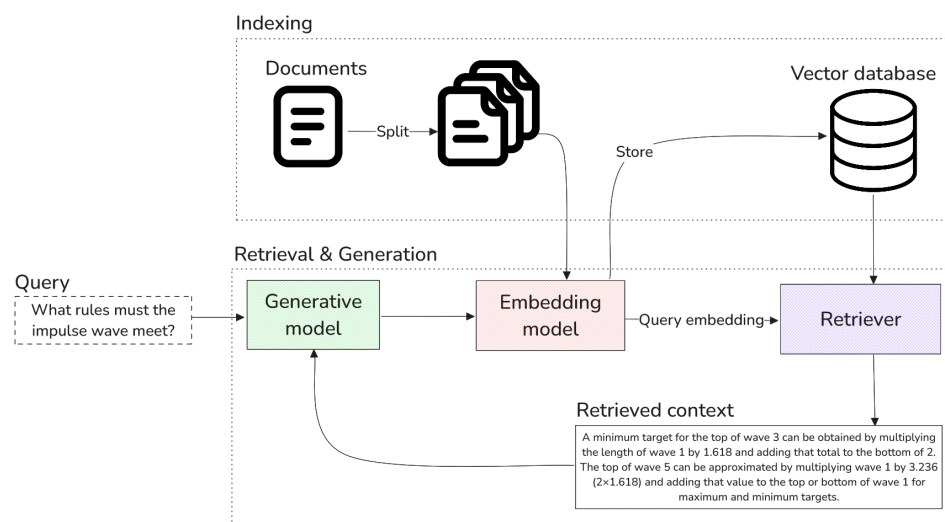 Indexing
Documents
Split
Vector database
Store
Retrieval & Generation
Query
What rules must the
impulse wave meet?
Generative
model
Embedding
model
Query embedding
Retriever
Retrieved context
A minimum target for the top of wave 3 can be obtained by multiplying
the length of wave 1 by 1.618 and adding that total to the bottom of 2.
The top of wave 5 can be approximated by multiplying wave 1 by 3.236
(2×1.618) and adding that value to the top or bottom of wave 1 for
maximum and minimum targets.